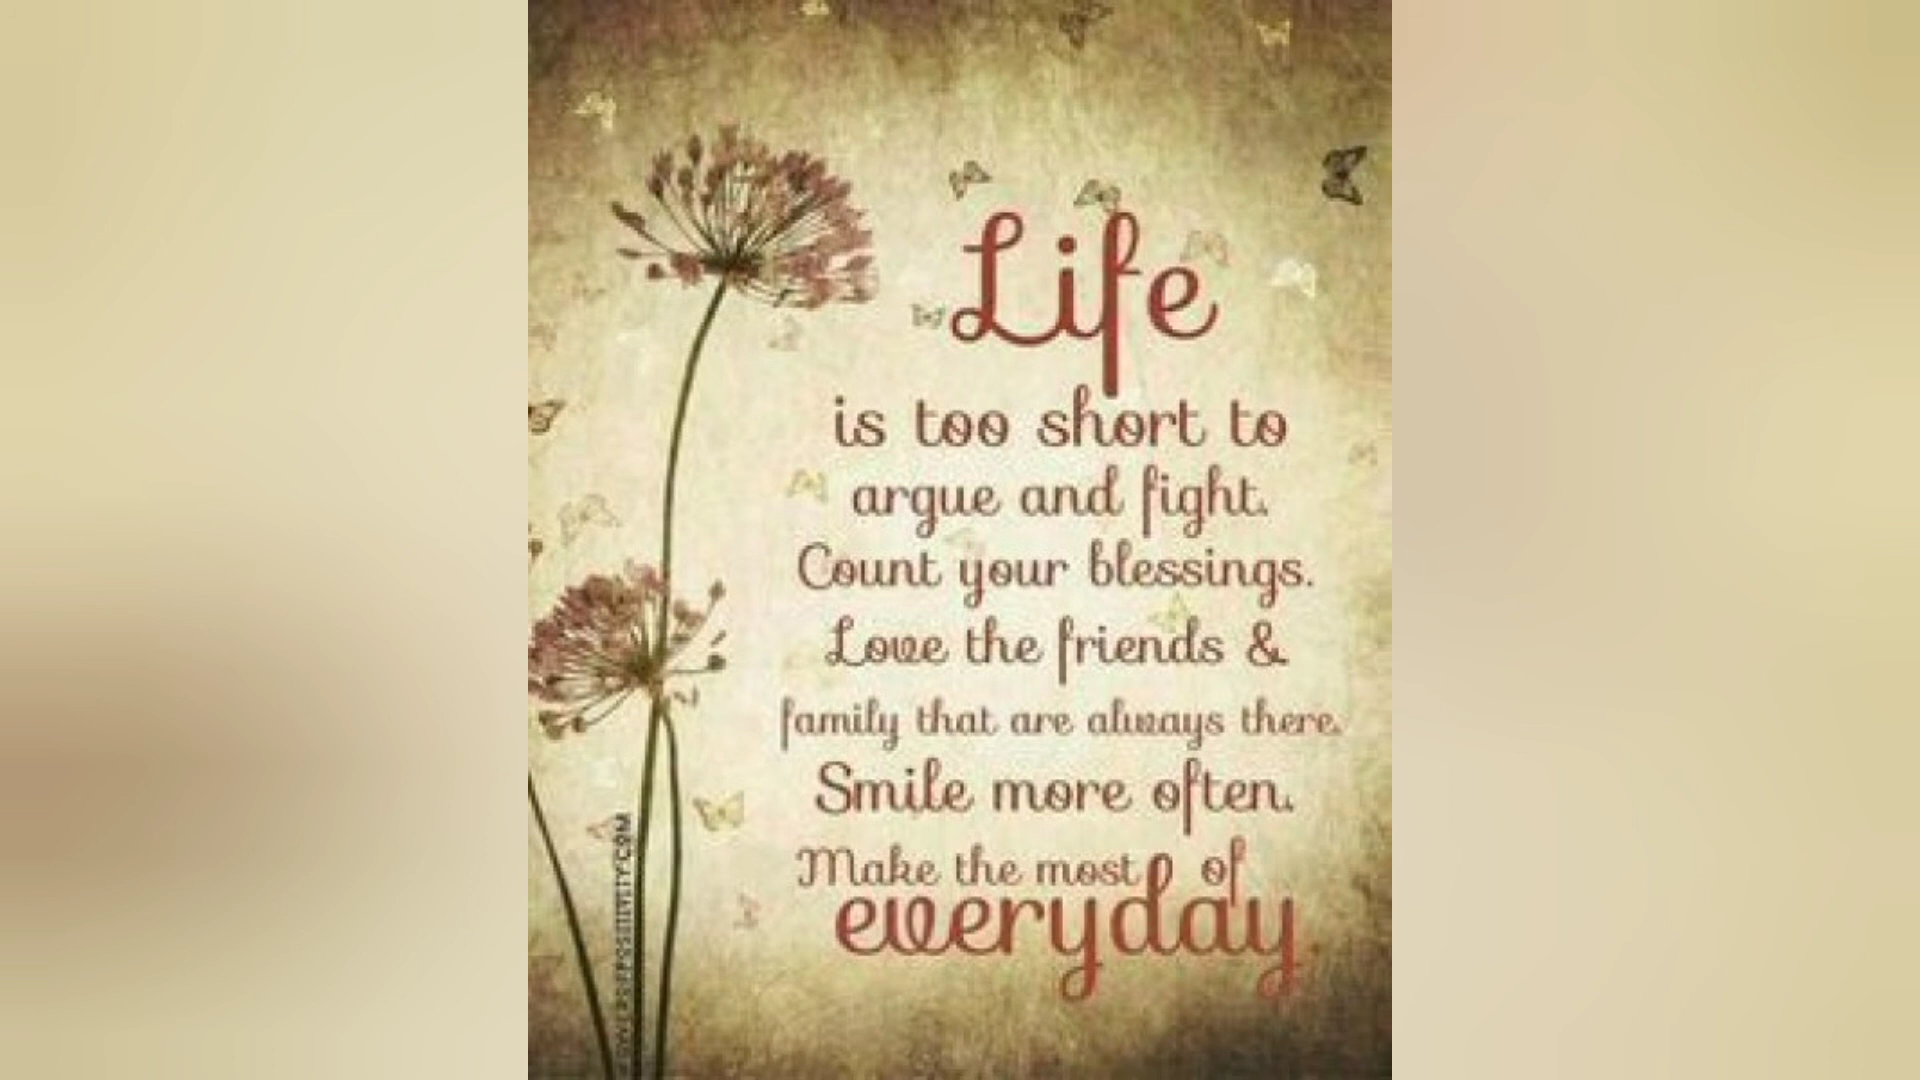 Life
is too short to
argue and fight.
Count your blessings.
Love the friends &
family that are always there.
Smile more often.
Make the most of
everyday